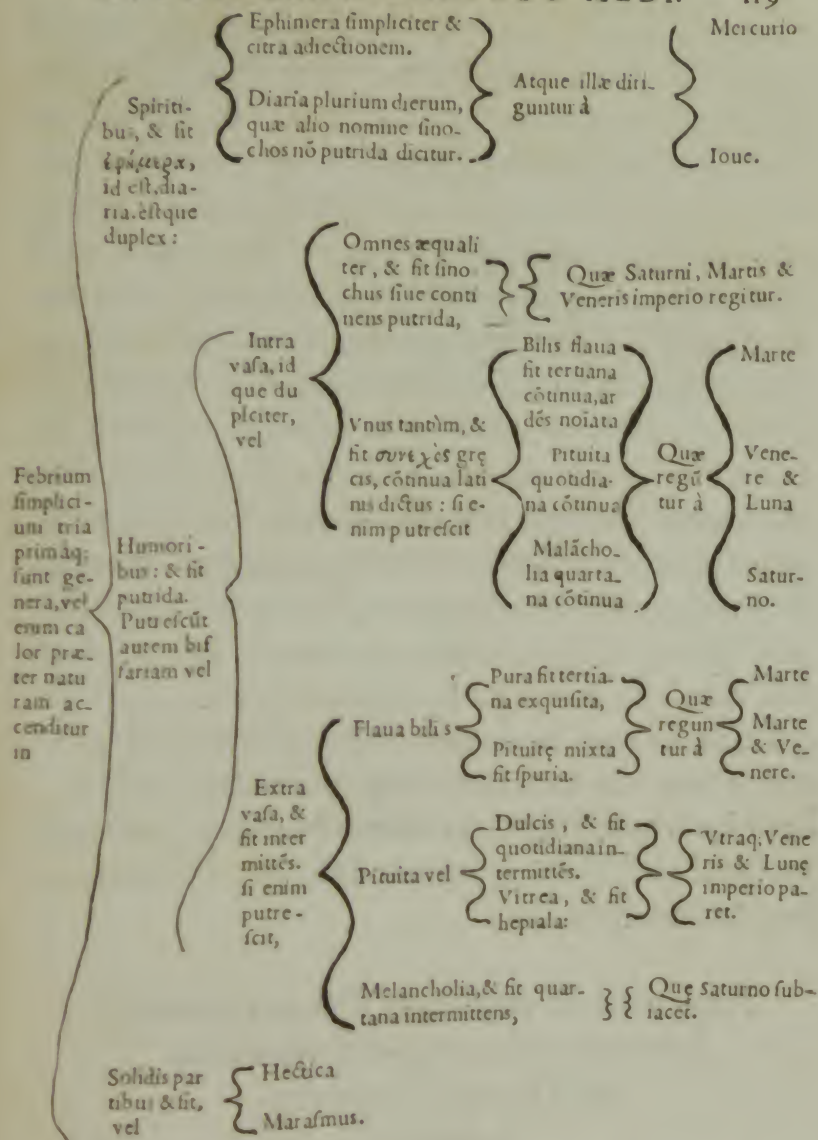 119
Febrium
simplici-
um tria
primaq;
sunt ge-
nera, vel
enim ca
lor præ-
ter natu
ram ac-
cenditur
in
Spiriti-
bus, & fit
ἐφήμερα,
id est, dia-
ria. estque
duplex:
Ephimera simpliciter &
citra adiectionem.
Diaria plurium dierum,
quæ alio nomine sino-
chos nō putrida dicitur.
Atque illæ diri-
guntur à
Mercurio
Ioue.
Humori-
bus: & fit
putrida.
Putrescūt
autem bif
fariam vel
Intra
vasa, id
que du
pliciter,
vel
Omnes æquali
ter, & fit sino
chus siue conti
nens putrida,
Quæ Saturni, Martis &
Veneris imperio regitur.
Vnus tantùm, &
fit συνεχὲς gre
cis, cōtinua lati
nis dictus: si e-
nim putrescit
Bilis flaua
fit tertiana
cōtinua, ar
dēs noīata
Pituita
quotidia-
na cōtinua
Malācho-
lia quarta-
na cōtinua
Quæ
regū
tur à
Marte
Vene-
re &
Luna
Satur-
no.
Extra
vasa, &
fit inter
mittēs.
si enim
putre-
scit,
Flaua bilis
Pura fit tertia-
na exquisita,
Pituitę mixta
fit spuria.
Quæ
regun
tur à
Marte
Marte
& Ve-
nere.
Pituita vel
Dulcis, & fit
quotidiana in-
termittēs.
Vitrea, & fit
hepiala:
Vtraq; Vene
ris & Lunę
imperio pa-
ret.
Melancholia, & fit quar-
tana intermittens,
Quę Saturno sub-
iacet.
Solidis par
tibus & fit,
vel
Hectica
Marasmus.